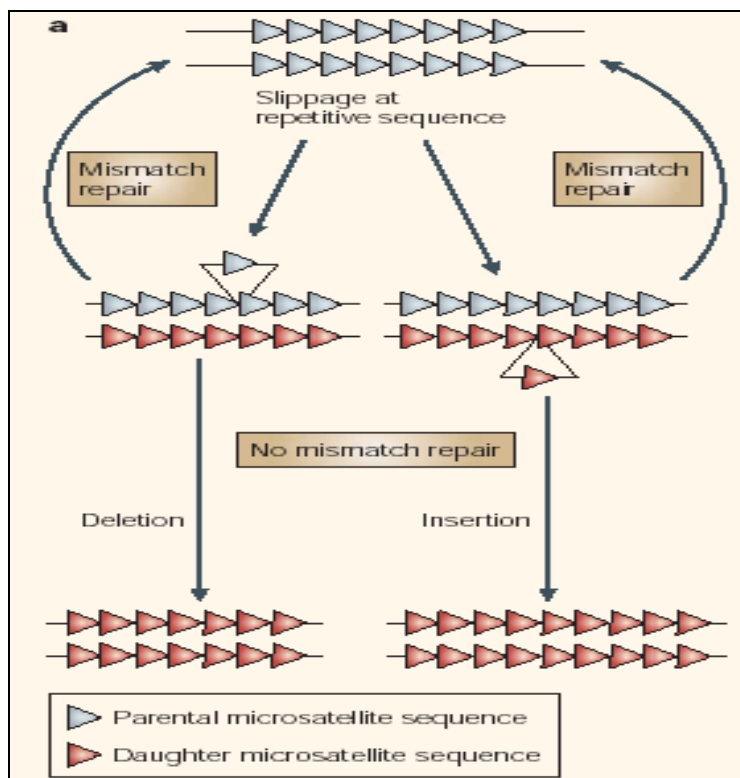 a
Slippage at
repetitive sequence
Mismatch
repair
Mismatch
repair
No mismatch repair
Deletion
Insertion
Parental microsatellite sequence
Daughter microsatellite sequence